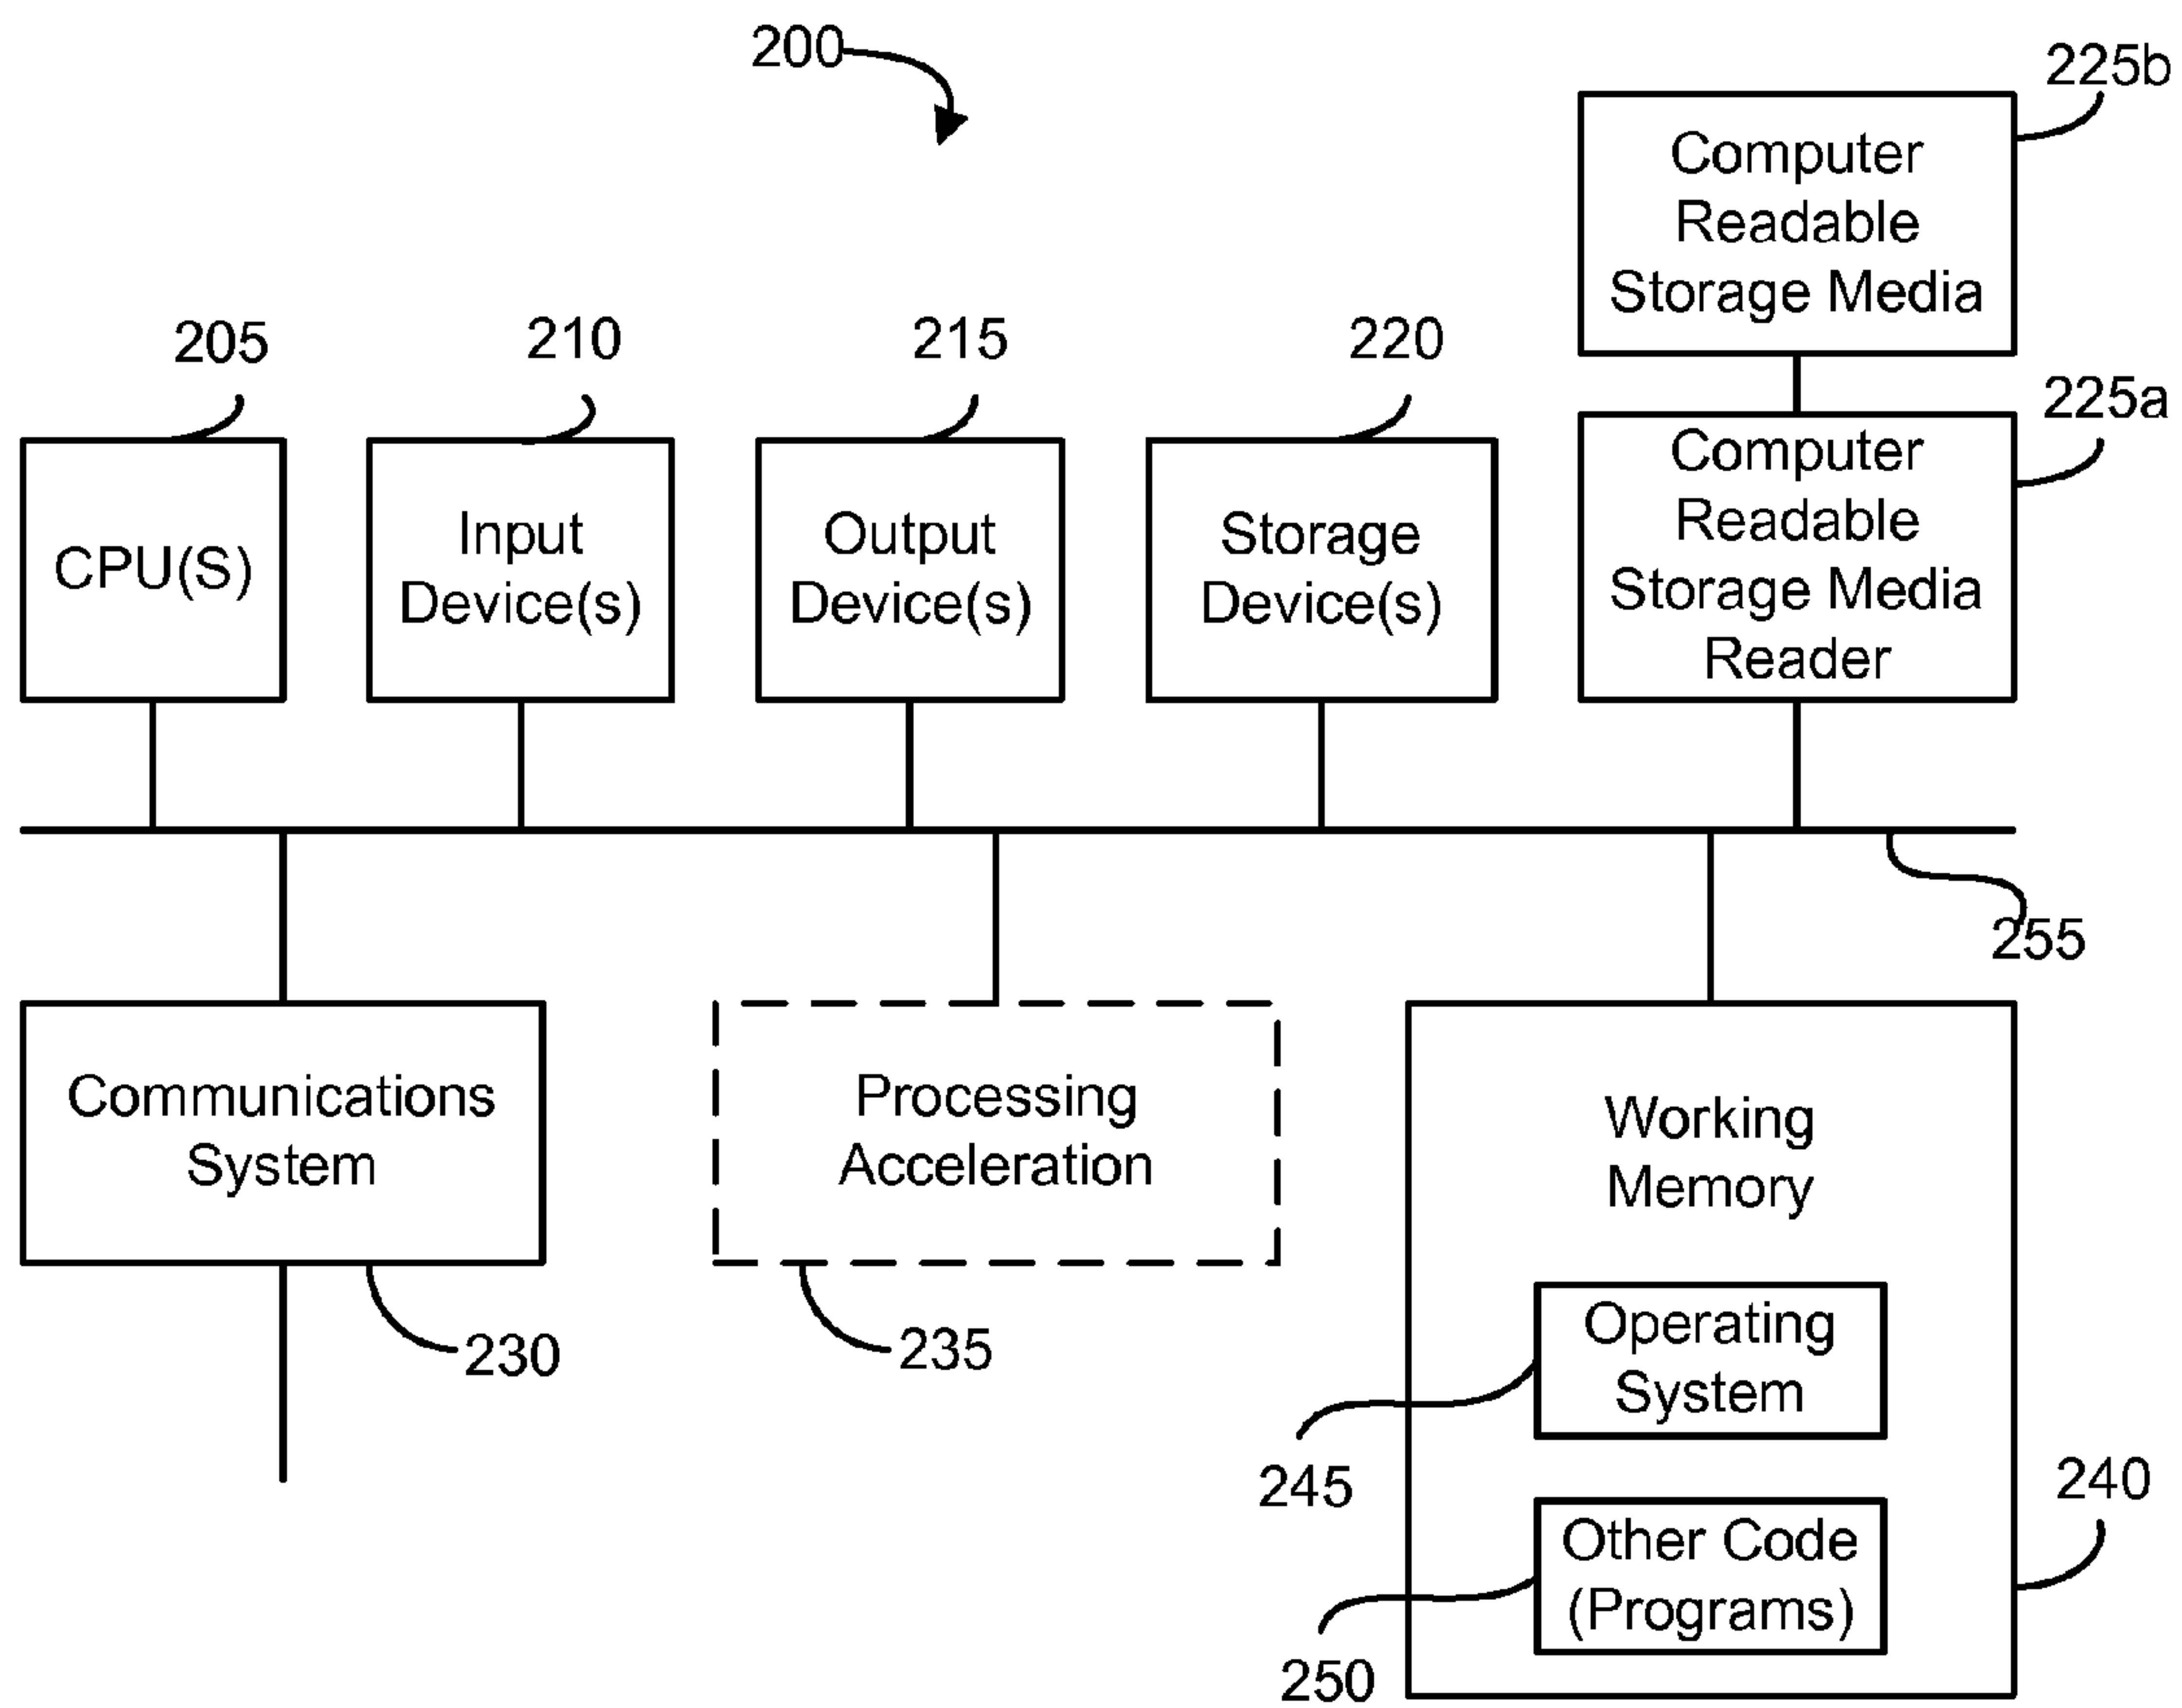 200
225b
Computer
Readable
Storage Media
205
210
215
220
225a
CPU(S)
Input
Device(s)
Output
Device(s)
Storage
Device(s)
Computer
Readable
Storage Media
Reader
255
Communications
System
230
Processing
Acceleration
235
Working
Memory
Operating
System
245
240
Other Code
(Programs)
250